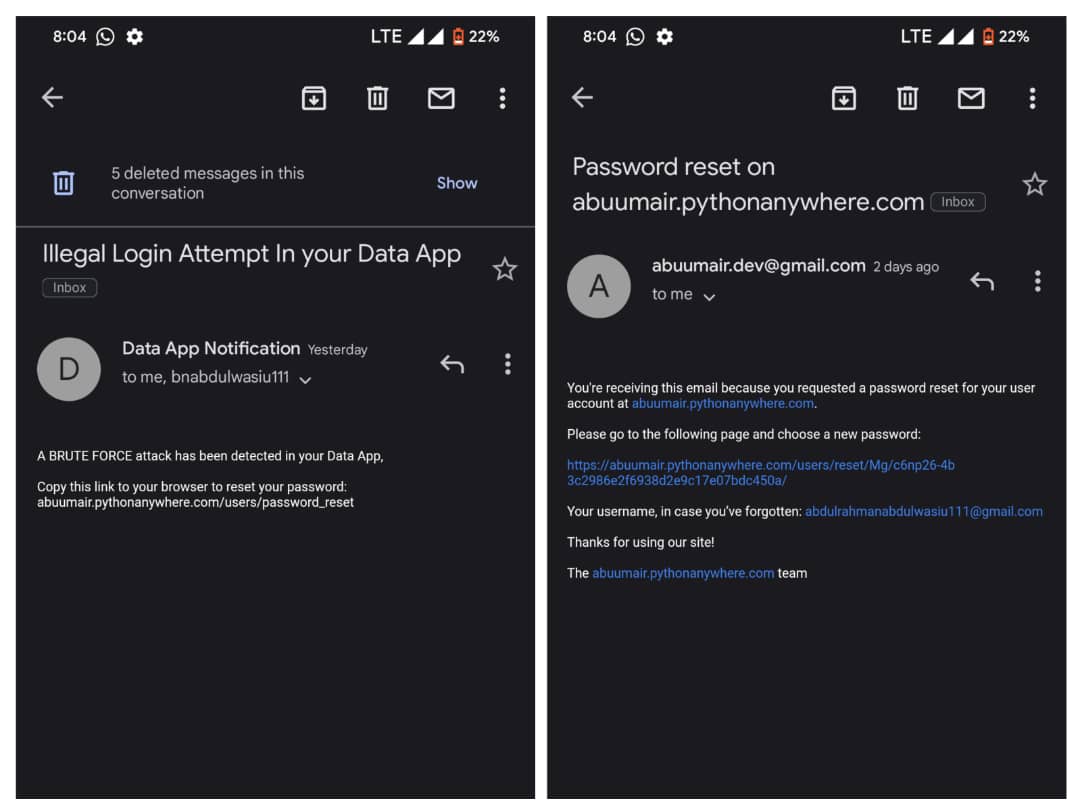 8:04 LTE 22%
5 deleted messages in this
conversation
Show
Illegal Login Attempt In your Data App
Inbox
D
Data App Notification Yesterday
to me, bnabdulwasiu111
A BRUTE FORCE attack has been detected in your Data App,
Copy this link to your browser to reset your password:
abuumair.pythonanywhere.com/users/password_reset
8:04 LTE 22%
Password reset on
abuumair.pythonanywhere.com Inbox
A
abuumair.dev@gmail.com 2 days ago
to me
You're receiving this email because you requested a password reset for your user
account at abuumair.pythonanywhere.com.
Please go to the following page and choose a new password:
https://abuumair.pythonanywhere.com/users/reset/Mg/c6np26-4b
3c2986e2f6938d2e9c17e07bdc450a/
Your username, in case you've forgotten: abdulrahmanabdulwasiu111@gmail.com
Thanks for using our site!
The abuumair.pythonanywhere.com team